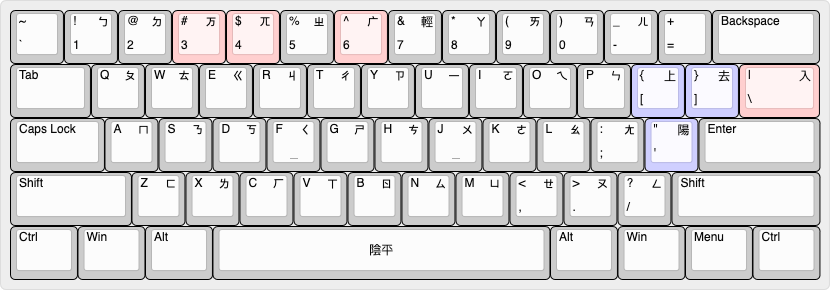 ~ ! ㄅ @ ㄉ # ㄪ $ ㄫ % ㄓ ^ ㄬ & 輕 * ㄚ ( ㄞ ) ㄢ _ ㄦ + Backspace
` 1 2 3 4 5 6 7 8 9 0 - =
Tab Q ㄆ W ㄊ E ㄍ R ㄐ T ㄔ Y ㄗ U ㄧ I ㄛ O ㄟ P ㄣ { 上 } 去 | 入
[ ] \
Caps Lock A ㄇ S ㄋ D ㄎ F ㄑ G ㄕ H ㄘ J ㄨ K ㄜ L ㄠ : ㄤ " 陽 Enter
_ _ ; '
Shift Z ㄈ X ㄌ C ㄏ V ㄒ B ㄖ N ㄙ M ㄩ < ㄝ > ㄡ ? ㄥ Shift
, . /
Ctrl Win Alt 陰平 Alt Win Menu Ctrl